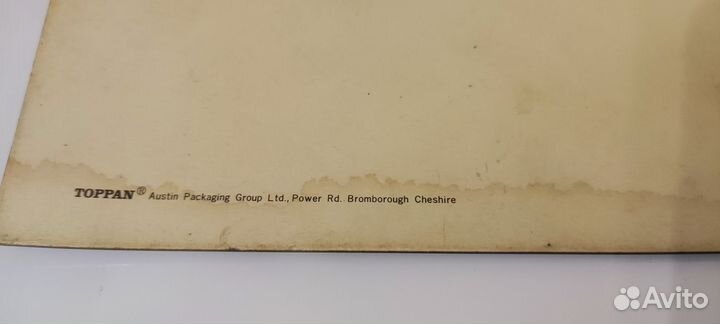 TOPPAN® Austin Packaging Group Ltd., Power Rd. Bromborough Cheshire
Avito